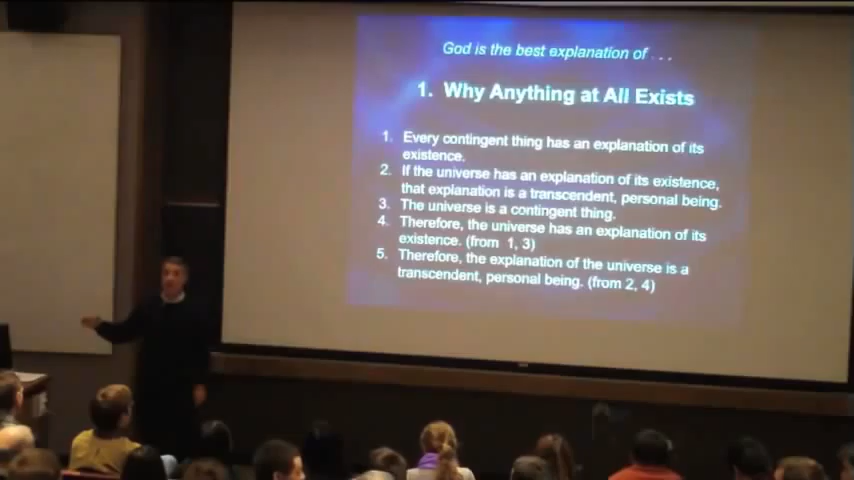 God is the best explanation of . . .
1. Why Anything at All Exists
1. Every contingent thing has an explanation of its
existence.
2. If the universe has an explanation of its existence,
that explanation is a transcendent, personal being.
3. The universe is a contingent thing.
4. Therefore, the universe has an explanation of its
existence. (from 1, 3)
5. Therefore, the explanation of the universe is a
transcendent, personal being. (from 2, 4)